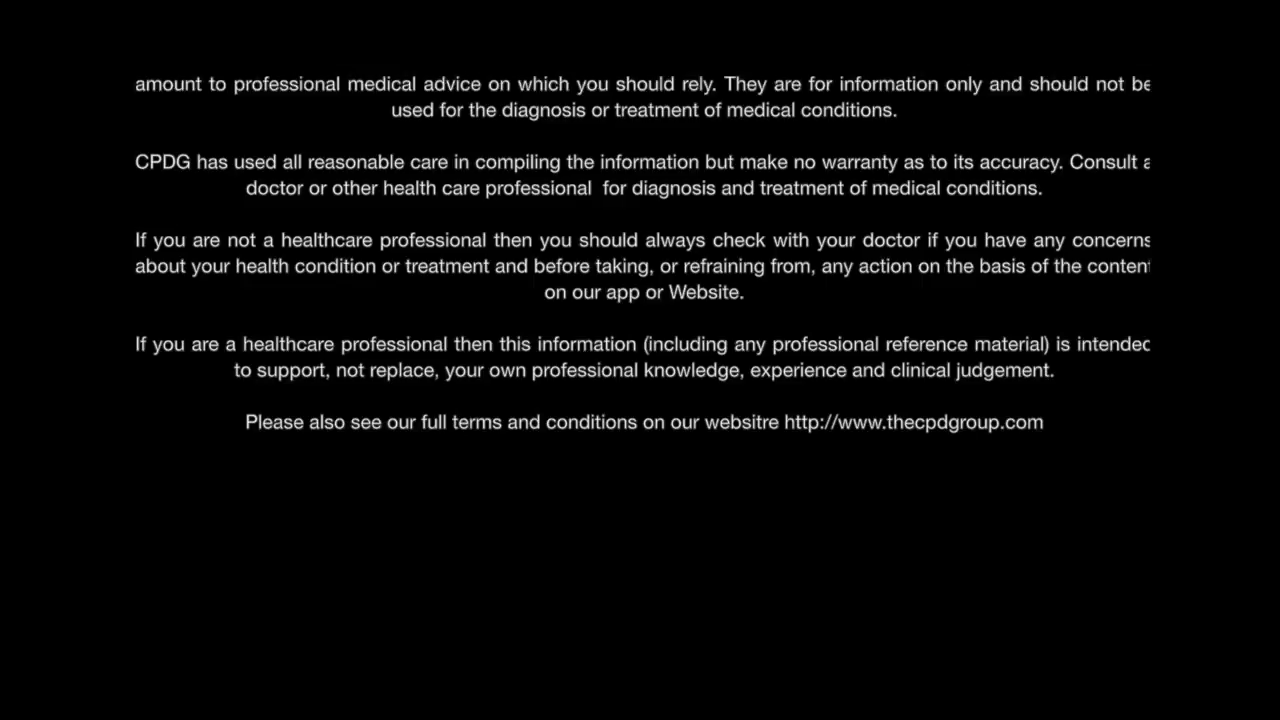 amount to professional medical advice on which you should rely. They are for information only and should not be
used for the diagnosis or treatment of medical conditions.
CPDG has used all reasonable care in compiling the information but make no warranty as to its accuracy. Consult a
doctor or other health care professional for diagnosis and treatment of medical conditions.
If you are not a healthcare professional then you should always check with your doctor if you have any concerns
about your health condition or treatment and before taking, or refraining from, any action on the basis of the content
on our app or Website.
If you are a healthcare professional then this information (including any professional reference material) is intended
to support, not replace, your own professional knowledge, experience and clinical judgement.
Please also see our full terms and conditions on our websitre http://www.thecpdgroup.com